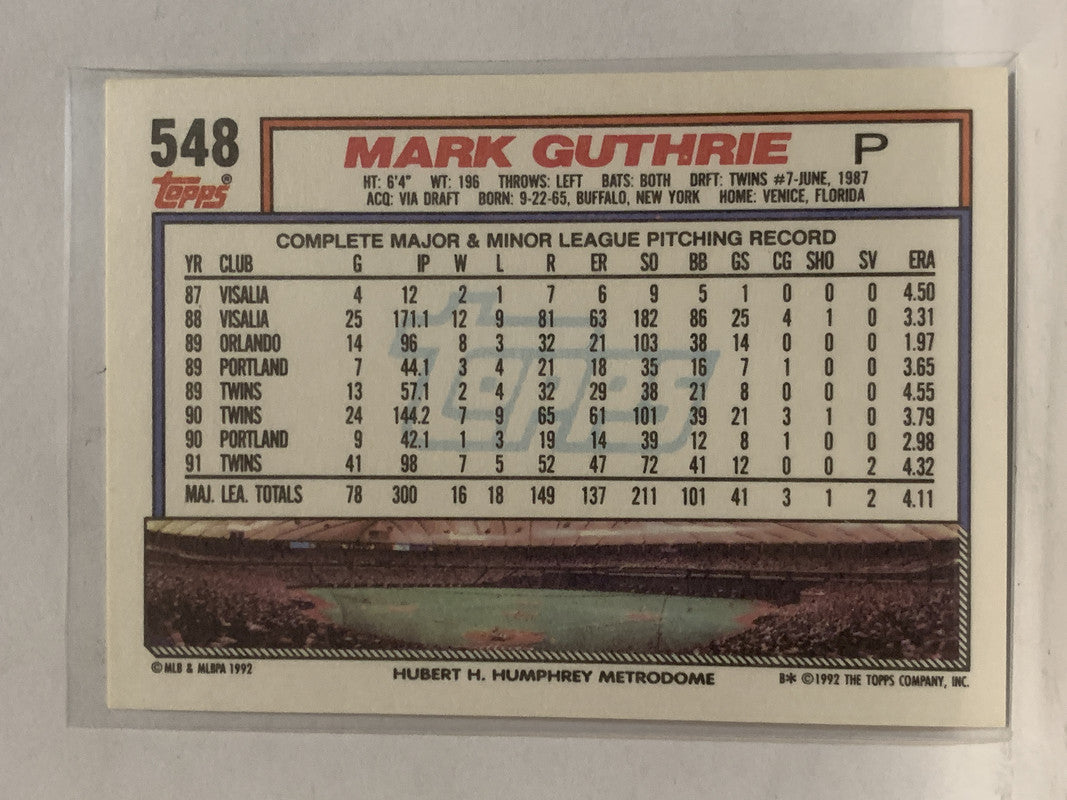 548
MARK GUTHRIE P
Topps®
HT: 6'4" WT: 196 THROWS: LEFT BATS: BOTH DRFT: TWINS #7-JUNE, 1987
ACQ: VIA DRAFT BORN: 9-22-65, BUFFALO, NEW YORK HOME: VENICE, FLORIDA
COMPLETE MAJOR & MINOR LEAGUE PITCHING RECORD
YR CLUB G IP W L R ER SO BB GS CG SHO SV ERA
87 VISALIA 4 12 2 1 7 6 9 5 1 0 0 0 4.50
88 VISALIA 25 171.1 12 9 81 63 182 86 25 4 1 0 3.31
89 ORLANDO 14 96 8 3 32 21 103 38 14 0 0 0 1.97
89 PORTLAND 7 44.1 3 4 21 18 35 16 7 1 0 0 3.65
89 TWINS 13 57.1 2 4 32 29 38 21 8 0 0 0 4.55
90 TWINS 24 144.2 7 9 65 61 101 39 21 3 1 0 3.79
90 PORTLAND 9 42.1 1 3 19 14 39 12 8 1 0 0 2.98
91 TWINS 41 98 7 5 52 47 72 41 12 0 0 2 4.32
MAJ. LEA. TOTALS 78 300 16 18 149 137 211 101 41 3 1 2 4.11
Topps
© MLB & MLBPA 1992
HUBERT H. HUMPHREY METRODOME
B* © 1992 THE TOPPS COMPANY, INC.